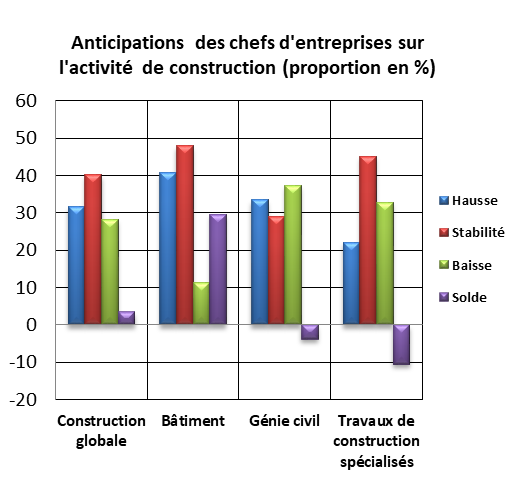 Anticipations des chefs d'entreprises sur
l'activité de construction (proportion en %)
60
50
40
30
20
10
0
-10
-20
Hausse
Stabilité
Baisse
Solde
Construction
globale
Bâtiment
Génie civil
Travaux de
construction
spécialisés